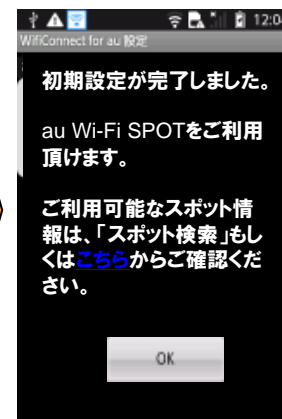 12:04
WifiConnect for au 設定
初期設定が完了しました。
au Wi-Fi SPOTをご利用
頂けます。
ご利用可能なスポット情
報は、「スポット検索」もし
くはこちらからご確認くだ
さい。
OK